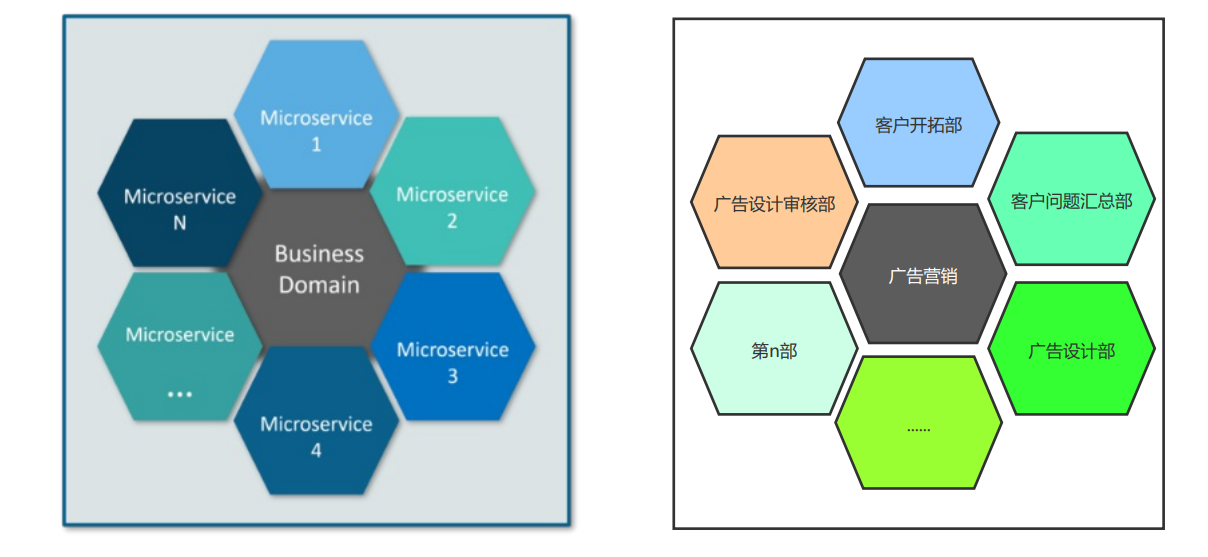 Microservice
1
Microservice
N
Microservice
2
Business
Domain
Microservice
...
Microservice
3
Microservice
4
客户开拓部
广告设计审核部
客户问题汇总部
广告营销
第n部
广告设计部
......